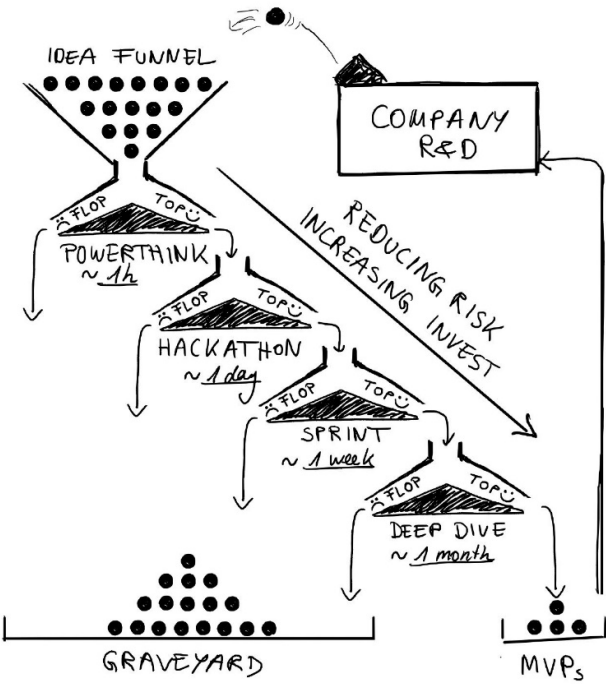 IDEA FUNNEL
COMPANY
R&D
FLOP
TOP
POWERTHINK
~ 1h
REDUCING RISK
INCREASING INVEST
FLOP
TOP
HACKATHON
~ 1 day
FLOP
TOP
SPRINT
~ 1 week
FLOP
TOP
DEEP DIVE
~ 1 month
GRAVEYARD
MVPs